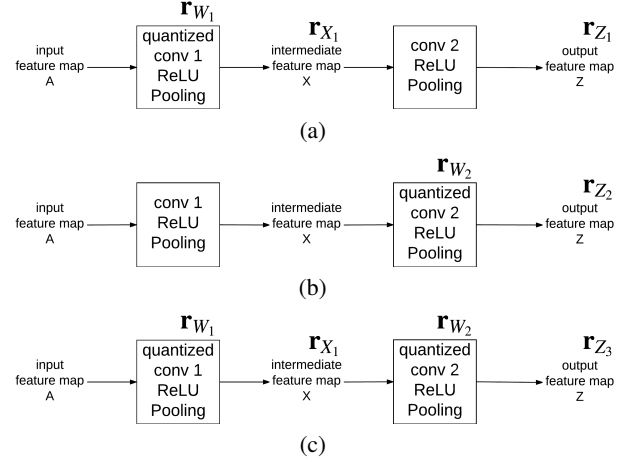 r_{W_1}
r_{X_1}
r_{Z_1}
input
feature map
A
quantized
conv 1
ReLU
Pooling
intermediate
feature map
X
conv 2
ReLU
Pooling
output
feature map
Z
(a)
r_{W_2}
r_{Z_2}
input
feature map
A
conv 1
ReLU
Pooling
intermediate
feature map
X
quantized
conv 2
ReLU
Pooling
output
feature map
Z
(b)
r_{W_1}
r_{X_1}
r_{W_2}
r_{Z_3}
input
feature map
A
quantized
conv 1
ReLU
Pooling
intermediate
feature map
X
quantized
conv 2
ReLU
Pooling
output
feature map
Z
(c)